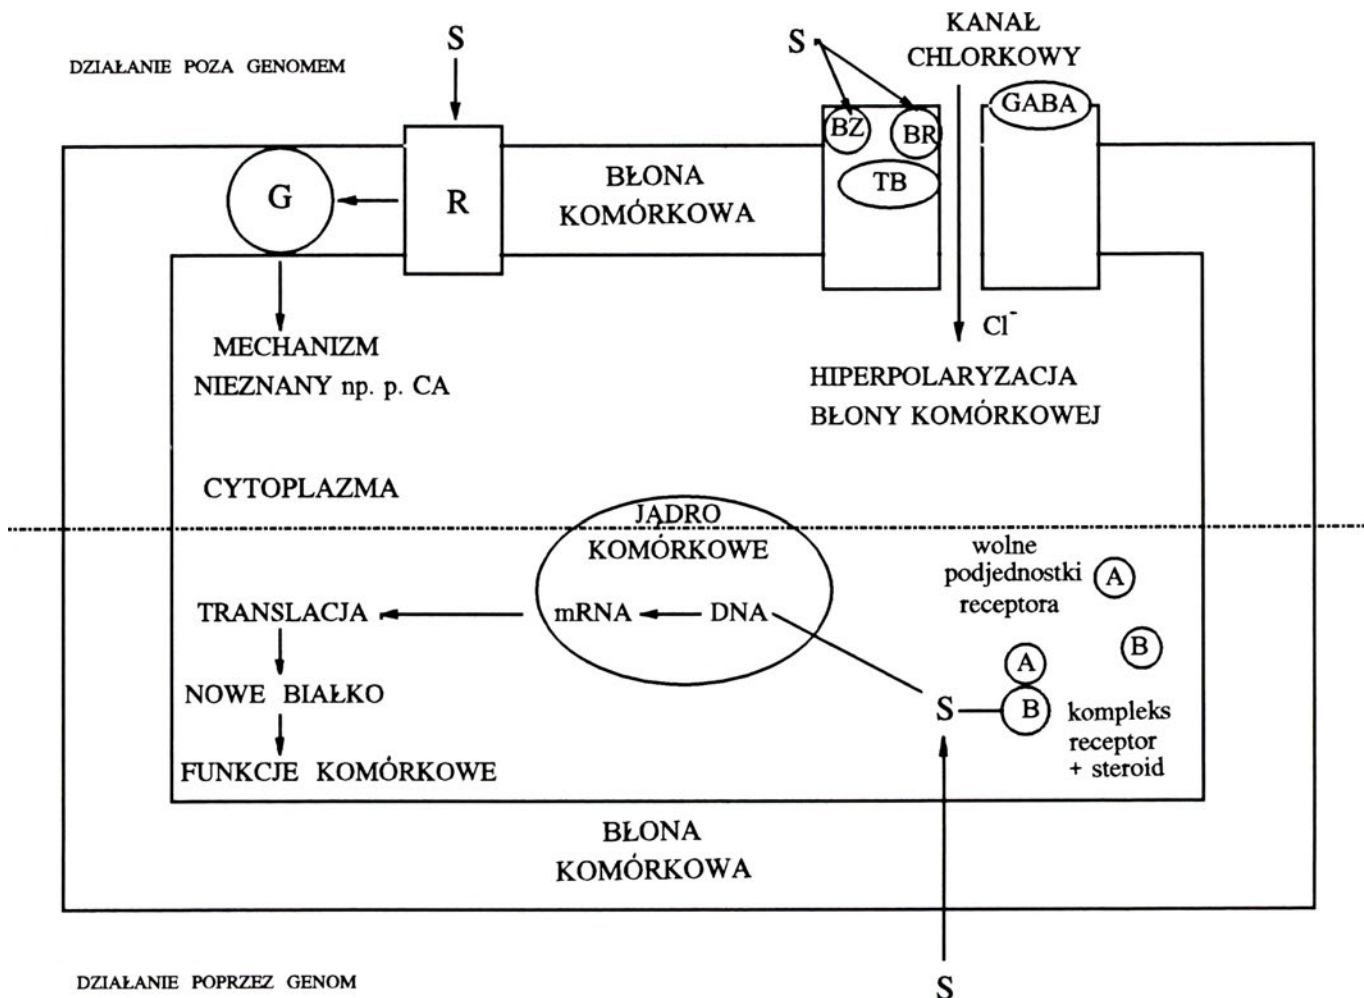 DZIAŁANIE POZA GENOMEM
S
S
KANAŁ
CHLORKOWY
BZ
BR
GABA
TB
G
R
BŁONA
KOMÓRKOWA
Cl⁻
MECHANIZM
NIEZNANY np. p. CA
HIPERPOLARYZACJA
BŁONY KOMÓRKOWEJ
CYTOPLAZMA
JĄDRO
KOMÓRKOWE
wolne
podjednostki
receptora
A
B
TRANSLACJA
mRNA
DNA
A
NOWE BIAŁKO
S
B
kompleks
receptor
+ steroid
FUNKCJE KOMÓRKOWE
BŁONA
KOMÓRKOWA
DZIAŁANIE POPRZEZ GENOM
S